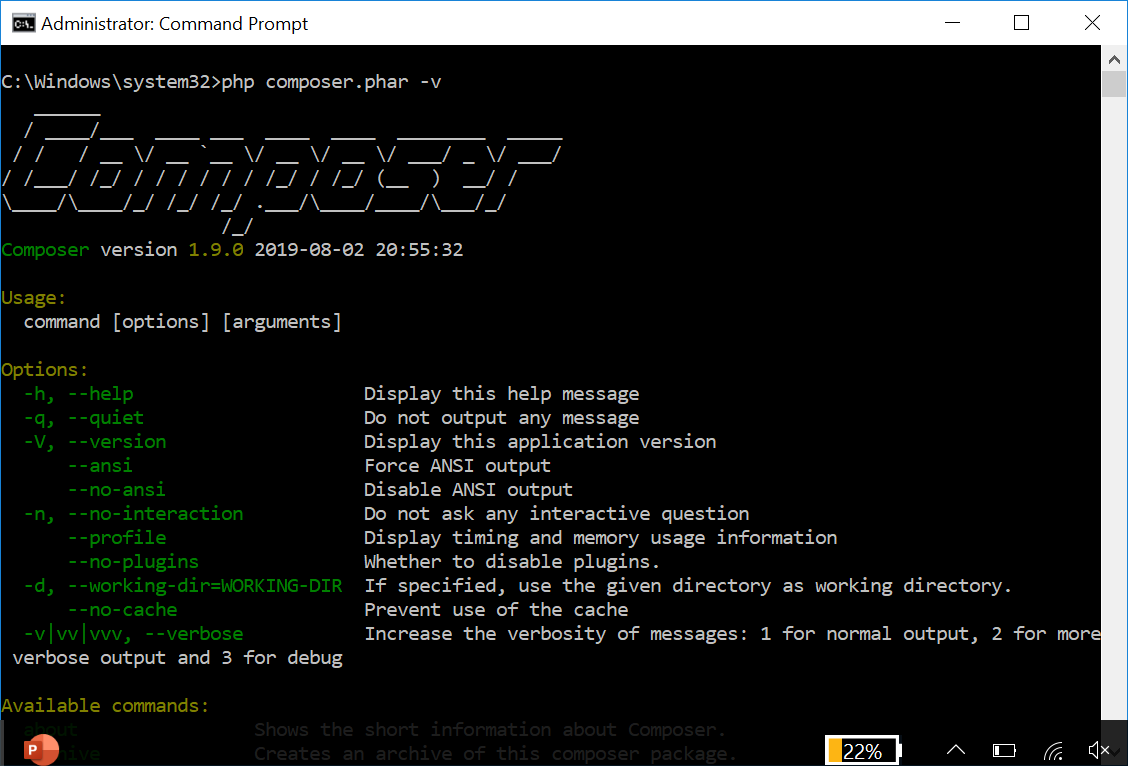 Administrator: Command Prompt
C:\Windows\system32>php composer.phar -v
Composer
Composer version 1.9.0 2019-08-02 20:55:32
Usage:
command [options] [arguments]
Options:
-h, --help Display this help message
-q, --quiet Do not output any message
-V, --version Display this application version
--ansi Force ANSI output
--no-ansi Disable ANSI output
-n, --no-interaction Do not ask any interactive question
--profile Display timing and memory usage information
--no-plugins Whether to disable plugins.
-d, --working-dir=WORKING-DIR If specified, use the given directory as working directory.
--no-cache Prevent use of the cache
-v|vv|vvv, --verbose Increase the verbosity of messages: 1 for normal output, 2 for more
verbose output and 3 for debug
Available commands:
about Shows the short information about Composer.
archive Creates an archive of this composer package.
P
22%